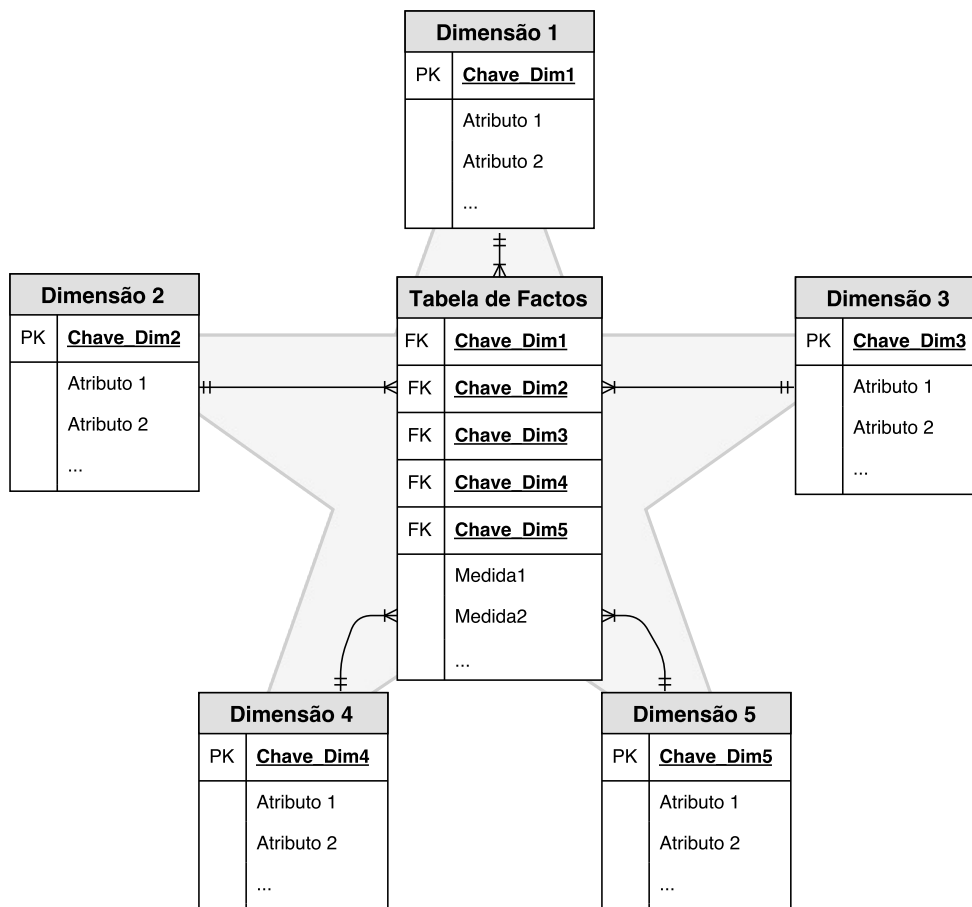 Dimensão 1
PK Chave_Dim1
Atributo 1
Atributo 2
...
Dimensão 2
PK Chave_Dim2
Atributo 1
Atributo 2
...
Tabela de Factos
FK Chave_Dim1
FK Chave_Dim2
FK Chave_Dim3
FK Chave_Dim4
FK Chave_Dim5
Medida1
Medida2
...
Dimensão 3
PK Chave_Dim3
Atributo 1
Atributo 2
...
Dimensão 4
PK Chave_Dim4
Atributo 1
Atributo 2
...
Dimensão 5
PK Chave_Dim5
Atributo 1
Atributo 2
...